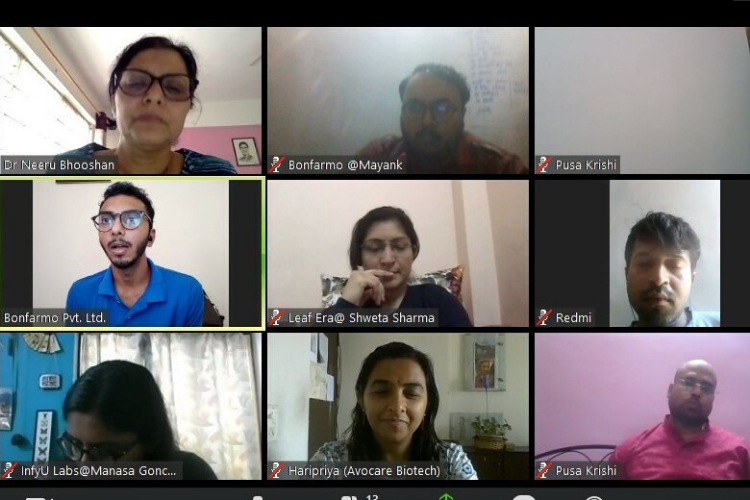 Dr Neeru Bhooshan
Bonfarmo @Mayank
Pusa Krishi
Bonfarmo Pvt. Ltd.
Leaf Era@ Shweta Sharma
Redmi
InfyU Labs@Manasa Gonc...
Haripriya (Avocare Biotech)
Pusa Krishi